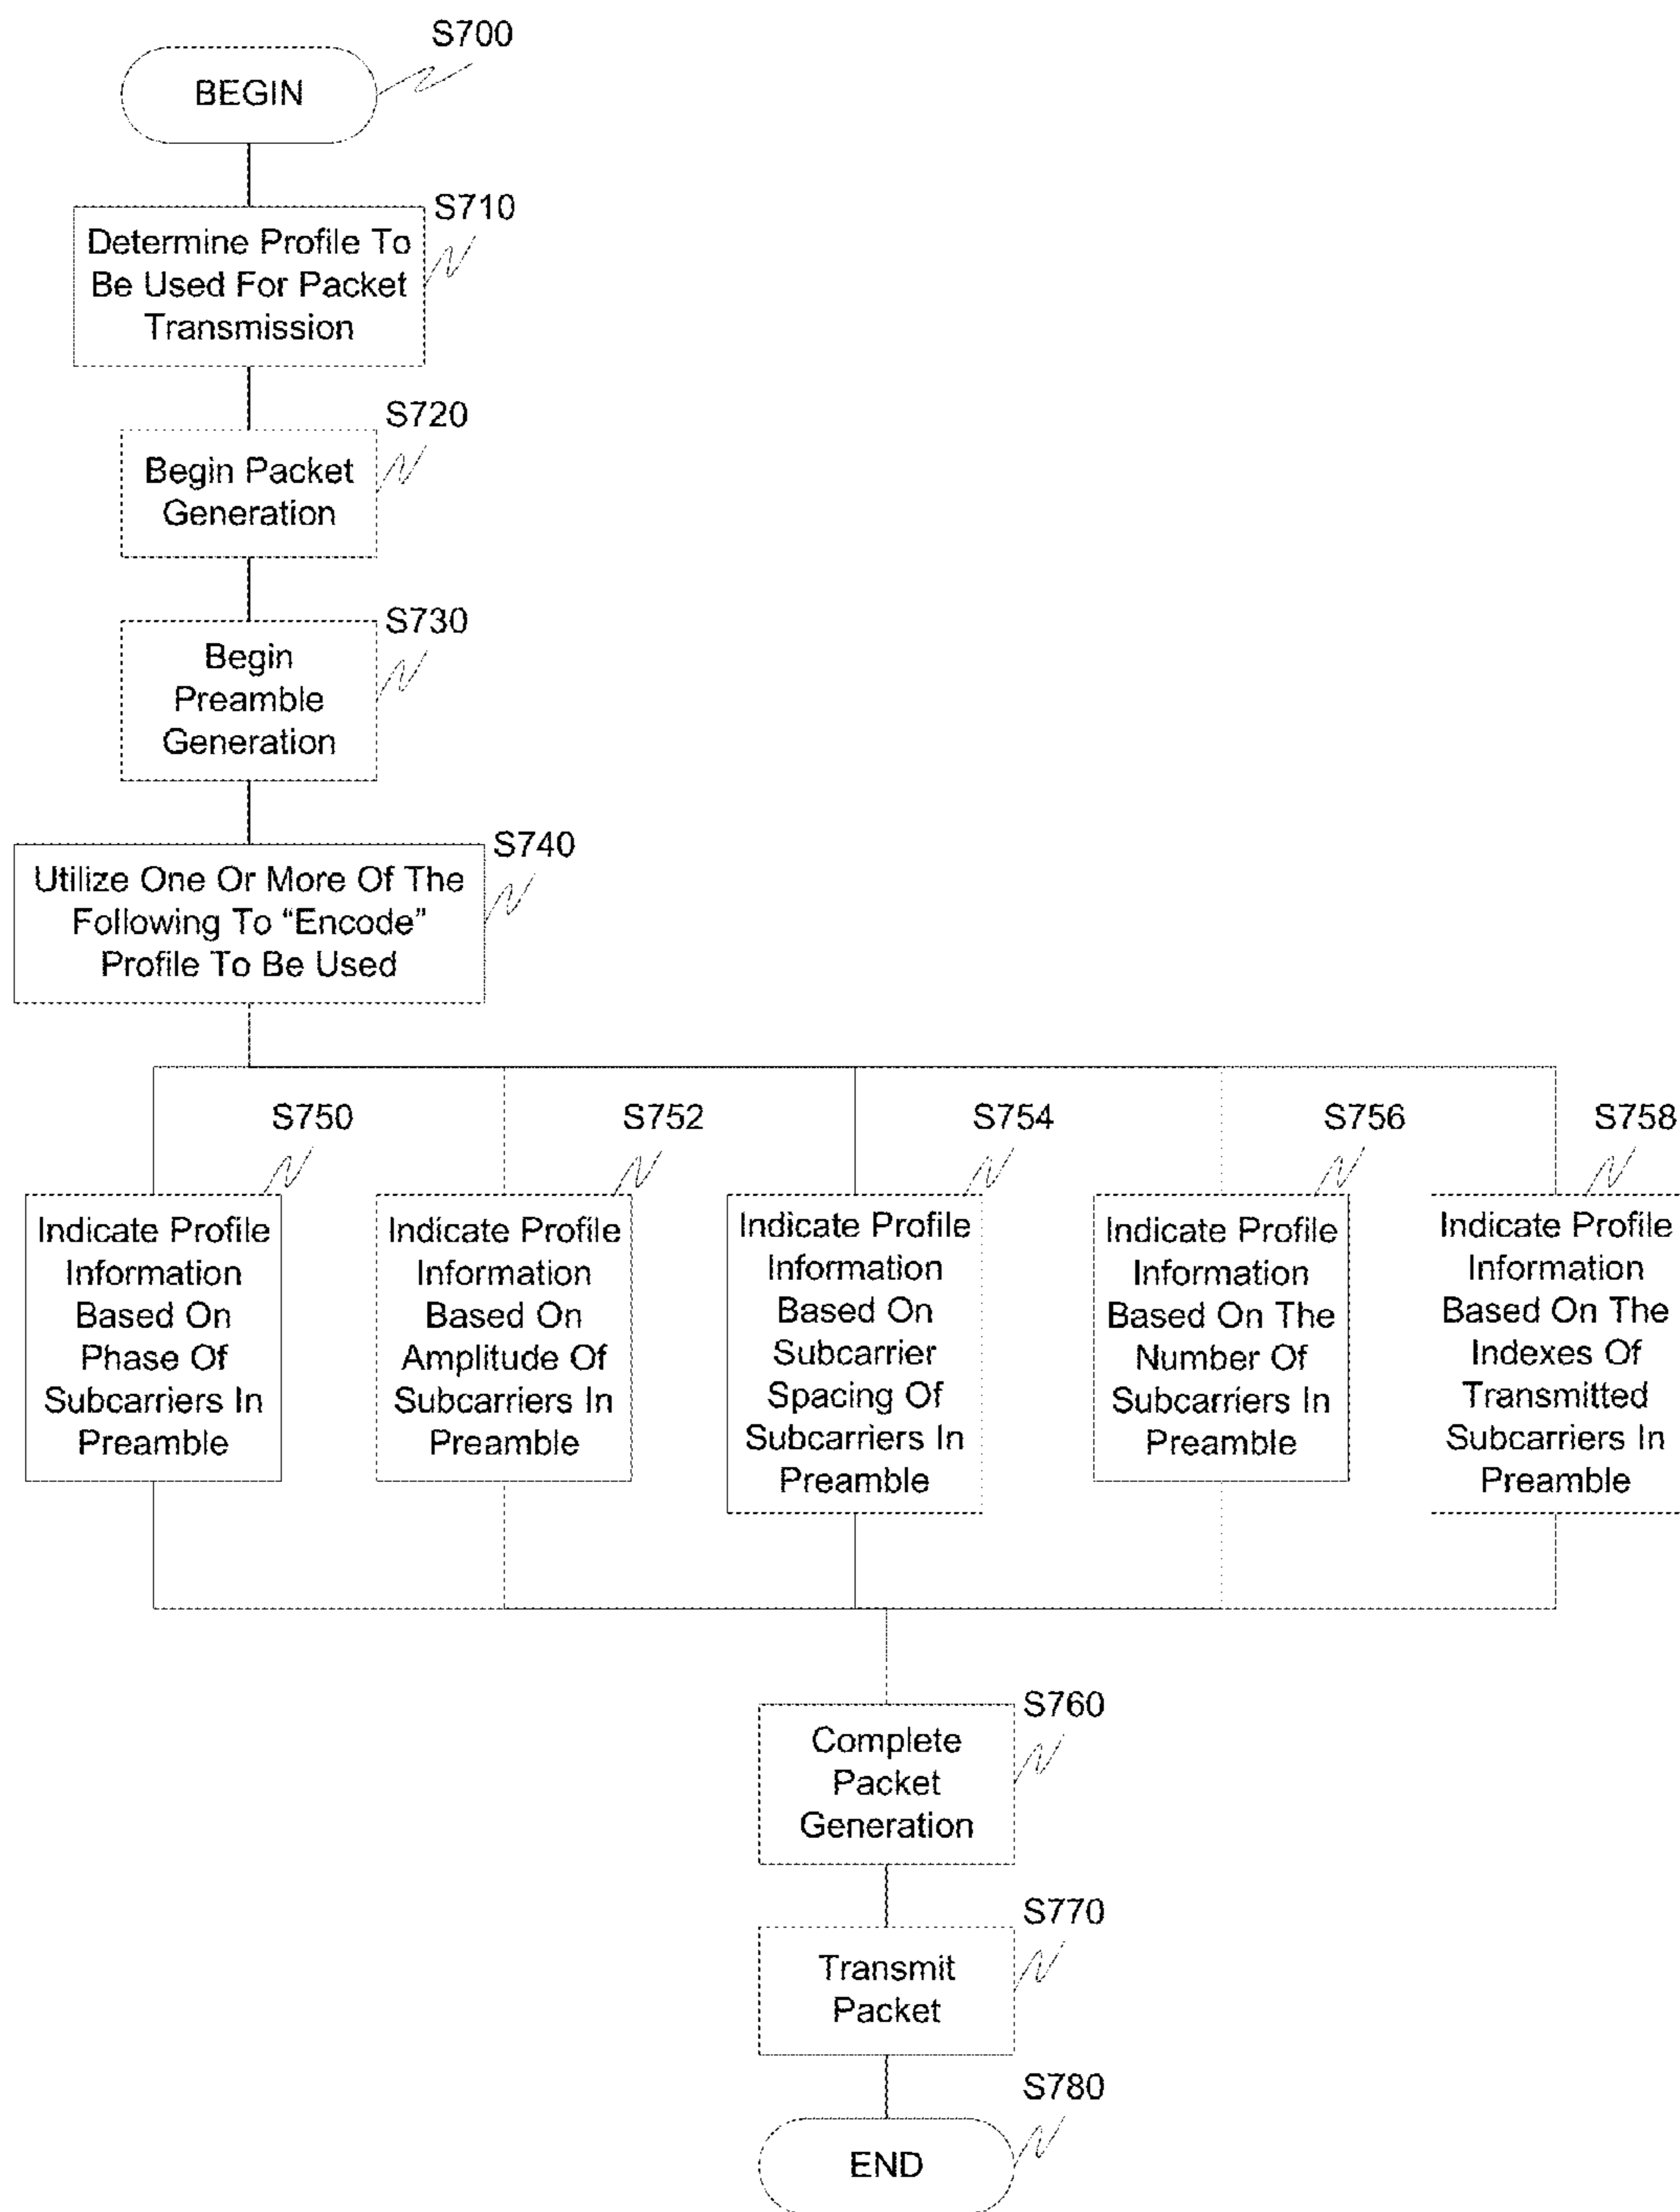 S700
BEGIN
S710
Determine Profile To
Be Used For Packet
Transmission
S720
Begin Packet
Generation
S730
Begin
Preamble
Generation
S740
Utilize One Or More Of The
Following To “Encode”
Profile To Be Used
S750
Indicate Profile
Information
Based On
Phase Of
Subcarriers In
Preamble
S752
Indicate Profile
Information
Based On
Amplitude Of
Subcarriers In
Preamble
S754
Indicate Profile
Information
Based On
Subcarrier
Spacing Of
Subcarriers In
Preamble
S756
Indicate Profile
Information
Based On The
Number Of
Subcarriers In
Preamble
S758
Indicate Profile
Information
Based On The
Indexes Of
Transmitted
Subcarriers In
Preamble
S760
Complete
Packet
Generation
S770
Transmit
Packet
S780
END